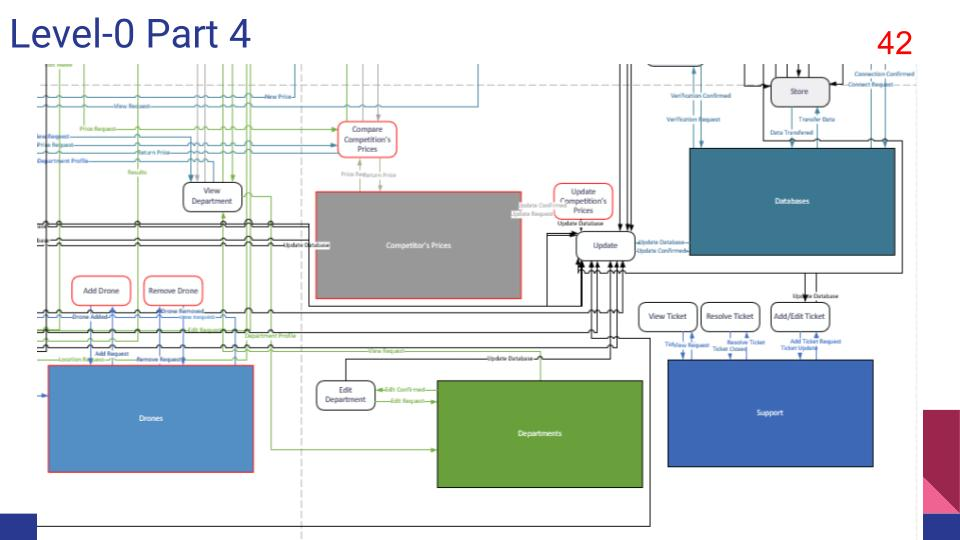 Level-0 Part 4
42
Connection Confirmed
Connect Request
Store
New Price
View Request
Verification Confirmed
Verification Request
Transfer Data
Data Transferred
Price Request
Compare
Competition's
Prices
Price Request
Return Price
Department Profile
Results
View
Department
Return Price
Update
Competition's
Prices
Update Confirmed
Update Request
Update Database
Databases
Competitor's Prices
Update Database
Update
Update Database
Update Confirmed
Add Drone
Remove Drone
Update Database
View Ticket
Resolve Ticket
Add/Edit Ticket
Drone Added
Drone Removed
Edit Request
Department Profile
View Request
Resolve Ticket
Ticket Closed
Add Ticket Request
Ticket Update
Add Request
Location Request
Remove Request
View Request
Update Database
Edit
Department
Edit Confirmed
Edit Request
Drones
Departments
Support